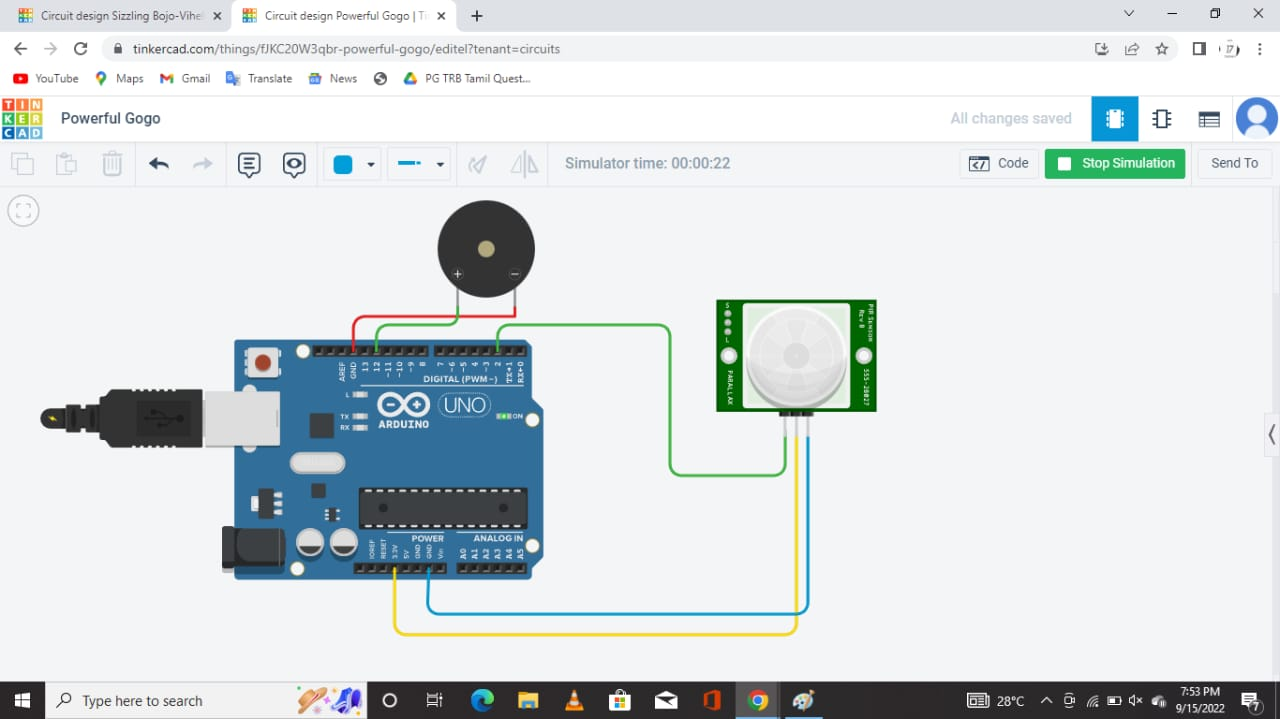 Circuit design Sizzling Bojo-Vihel
Circuit design Powerful Gogo | Ti
tinkercad.com/things/fJKC20W3qbr-powerful-gogo/editel?tenant=circuits
YouTube Maps Gmail Translate News PG TRB Tamil Quest...
TIN
KER
CAD
Powerful Gogo
All changes saved
Simulator time: 00:00:22
Code
Stop Simulation
Send To
+ −
S
L
PIR SENSOR
REV B
PARALLAX
555-28027
AREF GND 13 12 ~11 ~10 ~9 8 7 ~6 ~5 4 ~3 2 TX→1 RX←0
DIGITAL (PWM~)
L
TX
RX
ARDUINO
UNO
ON
POWER
ANALOG IN
IOREF RESET 3.3V 5V GND GND Vin A0 A1 A2 A3 A4 A5
Type here to search
28°C
7:53 PM
9/15/2022
7